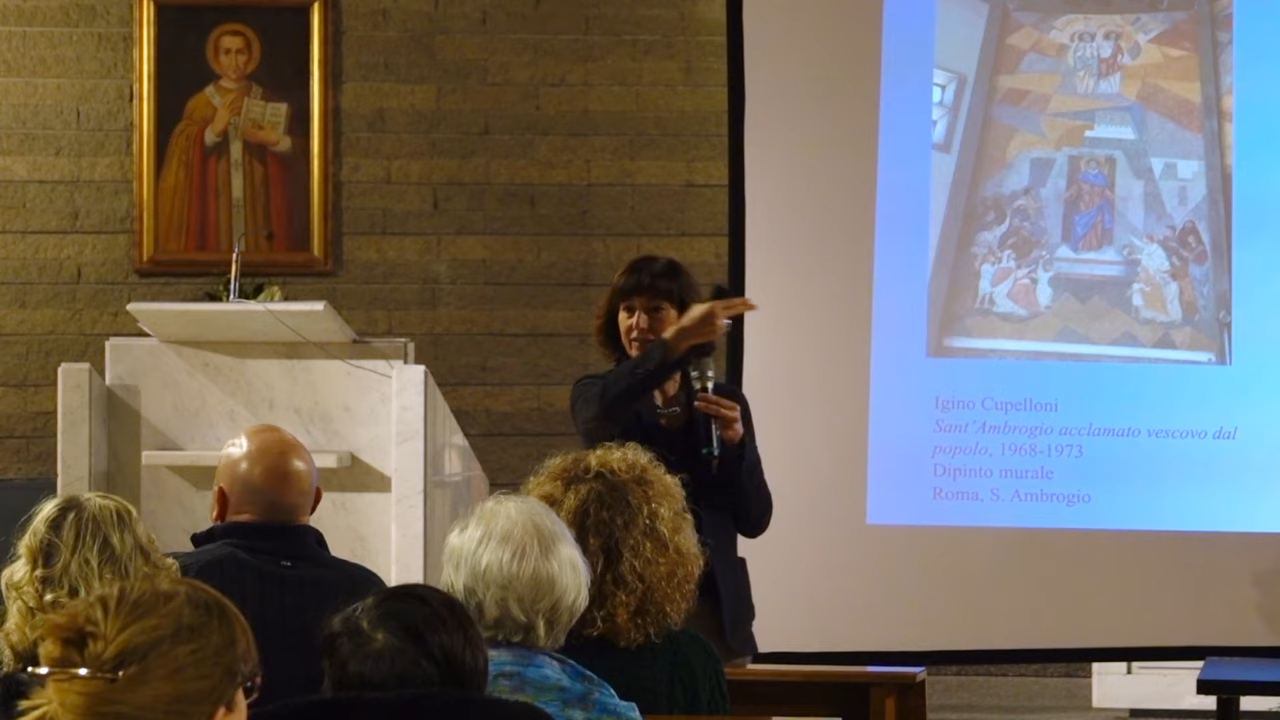 Igino Cupelloni
Sant'Ambrogio acclamato vescovo dal
popolo, 1968-1973
Dipinto murale
Roma, S. Ambrogio